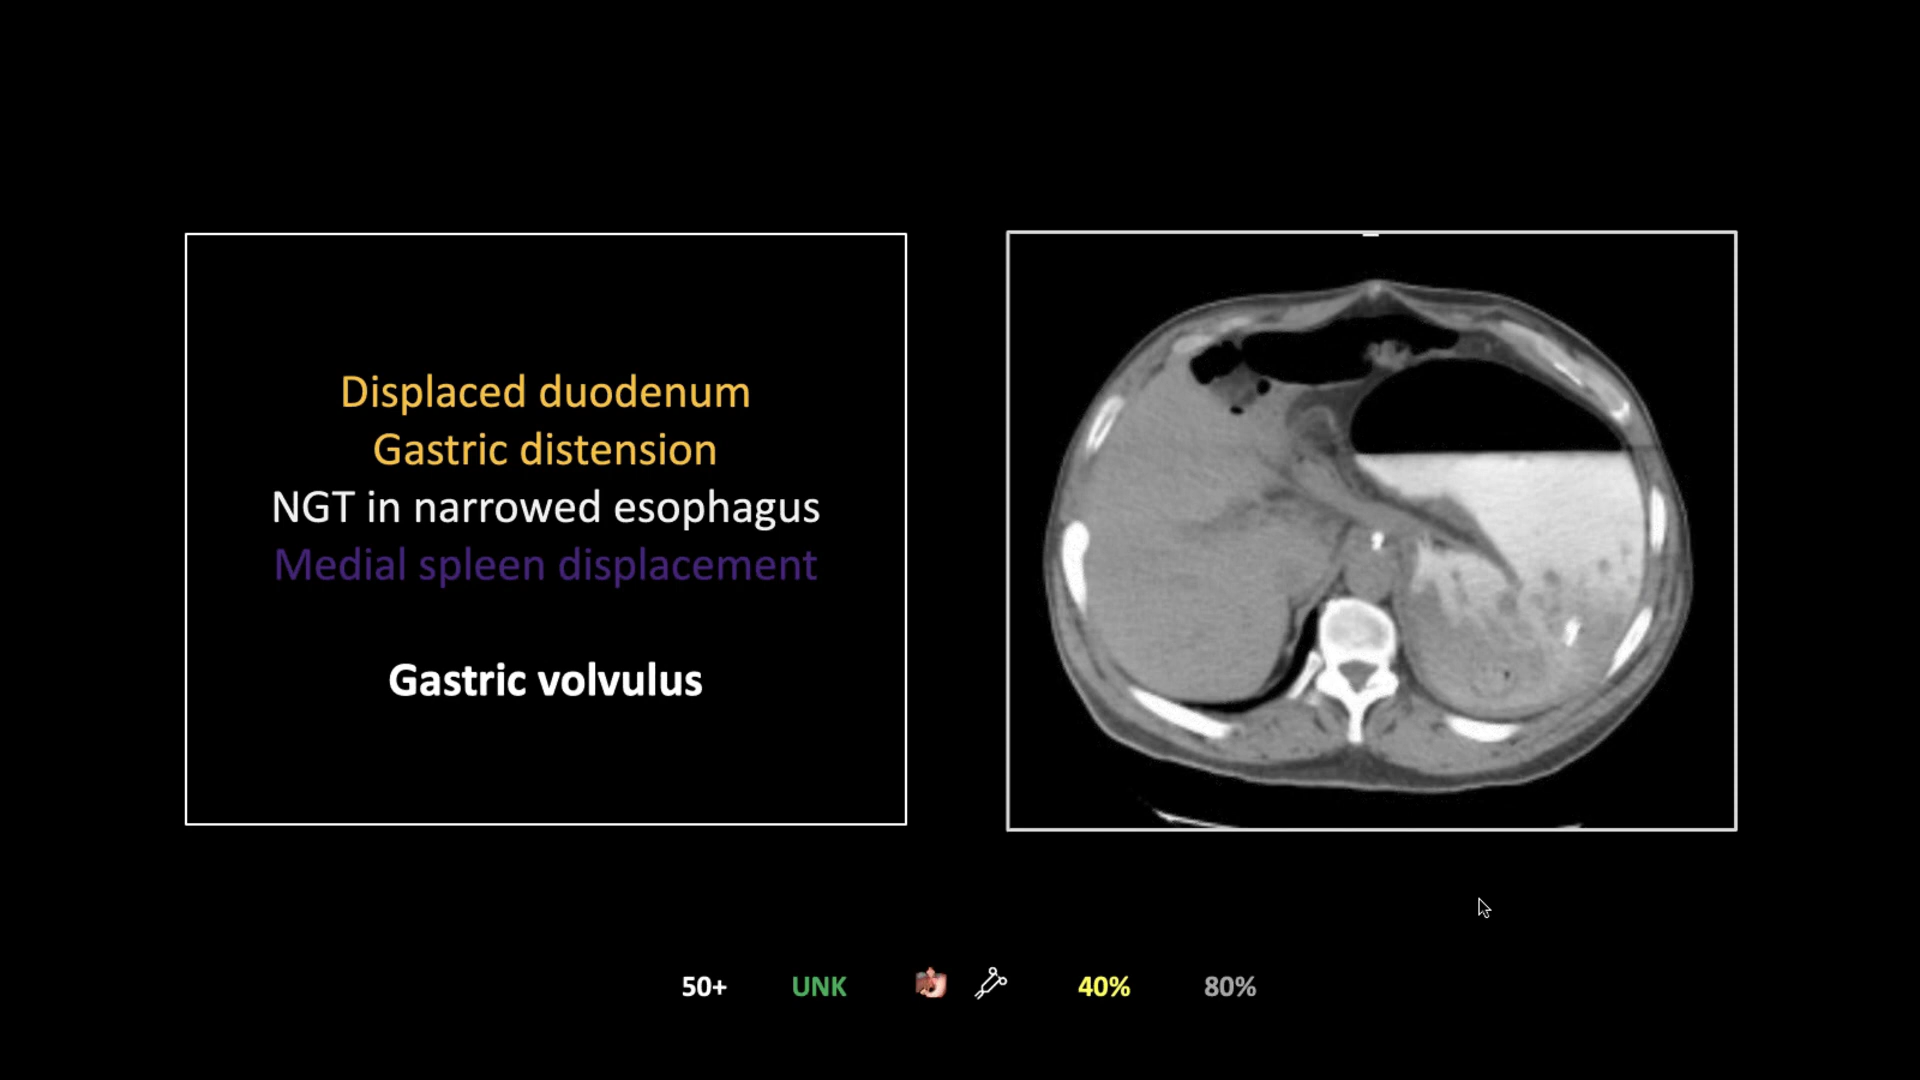 Displaced duodenum
Gastric distension
NGT in narrowed esophagus
Medial spleen displacement
Gastric volvulus
50+ UNK 40% 80%